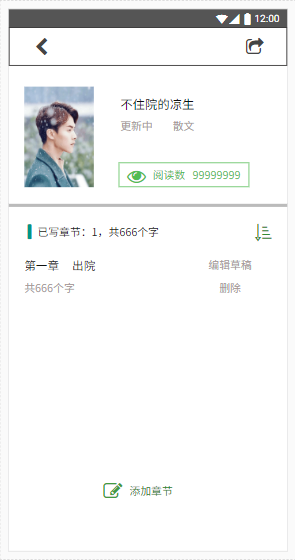 12:00
不住院的凉生
更新中 散文
阅读数 99999999
已写章节：1，共666个字
第一章 出院 编辑草稿
共666个字 删除
添加章节